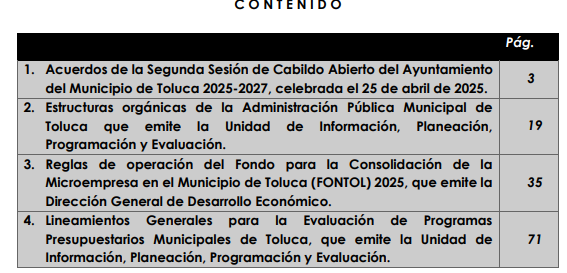 CONTENIDO
Pág.
1. Acuerdos de la Segunda Sesión de Cabildo Abierto del Ayuntamiento
del Municipio de Toluca 2025-2027, celebrada el 25 de abril de 2025.
3
2. Estructuras orgánicas de la Administración Pública Municipal de
Toluca que emite la Unidad de Información, Planeación,
Programación y Evaluación.
19
3. Reglas de operación del Fondo para la Consolidación de la
Microempresa en el Municipio de Toluca (FONTOL) 2025, que emite la
Dirección General de Desarrollo Económico.
35
4. Lineamientos Generales para la Evaluación de Programas
Presupuestarios Municipales de Toluca, que emite la Unidad de
Información, Planeación, Programación y Evaluación.
71